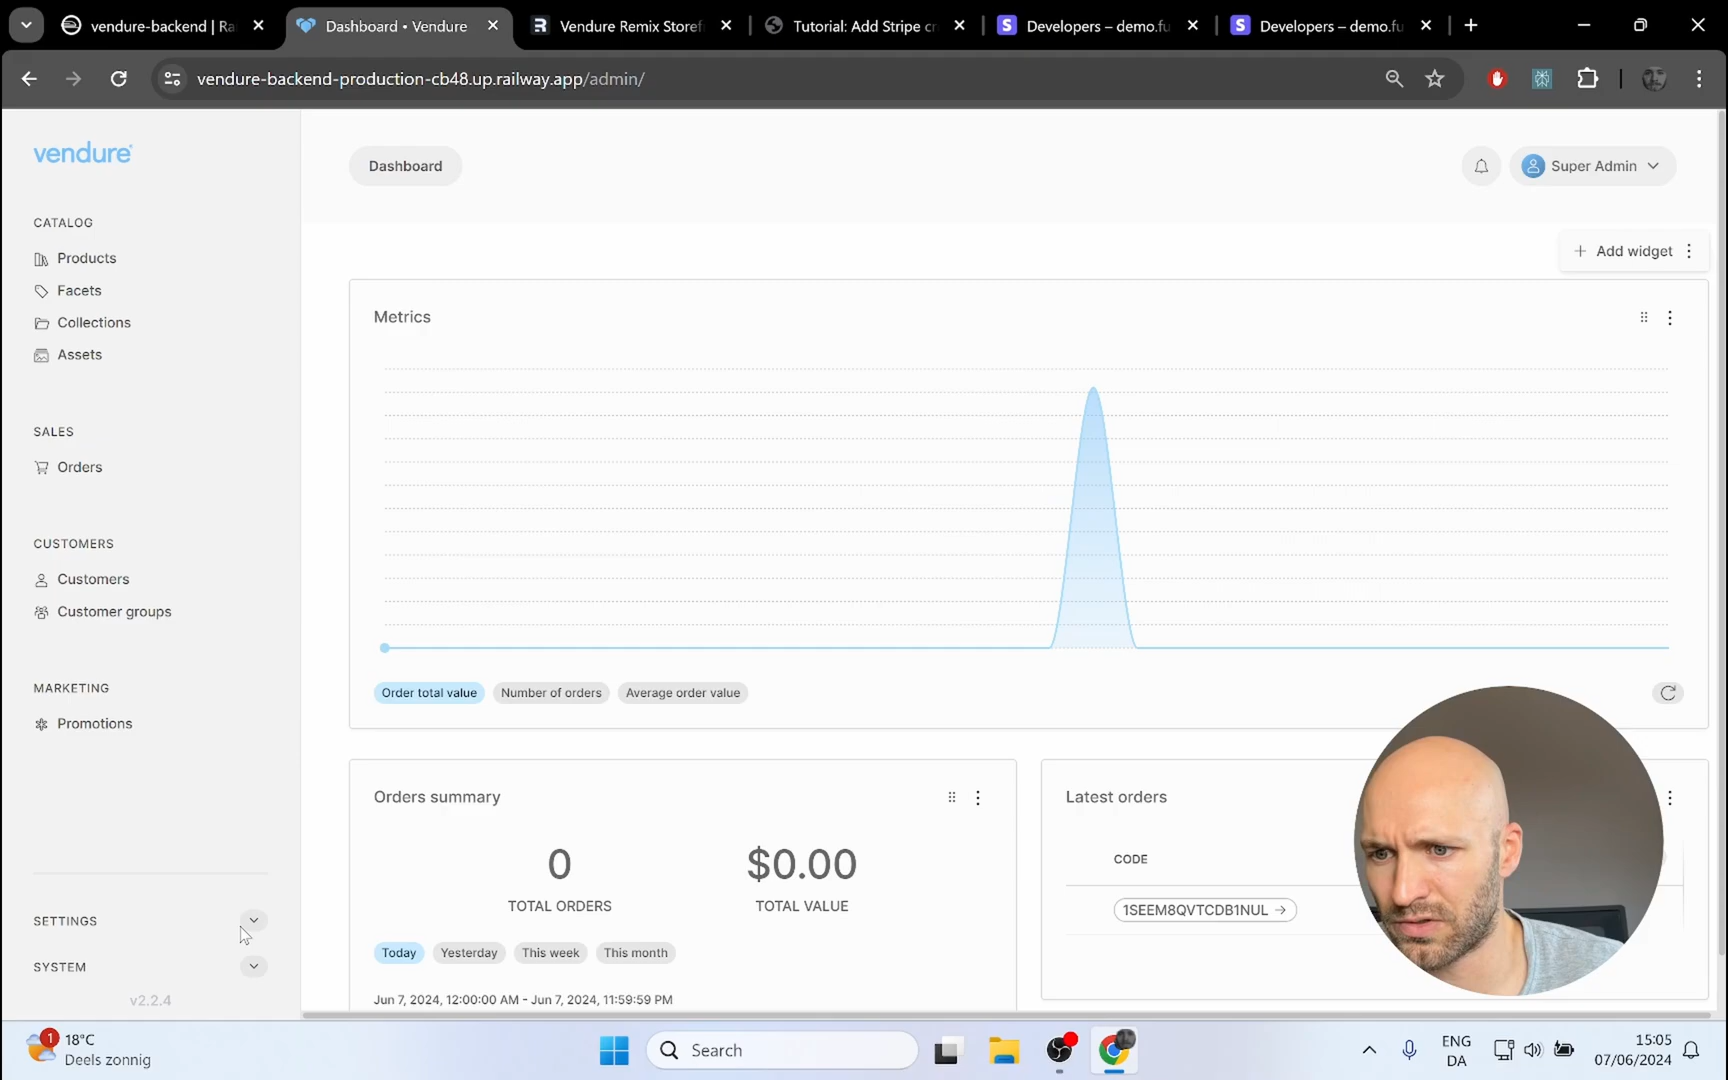 vendure-backend | Ra
Dashboard • Vendure
Vendure Remix Storef
Tutorial: Add Stripe cr
Developers – demo.fu
Developers – demo.fu
vendure-backend-production-cb48.up.railway.app/admin/
vendure
Dashboard
Super Admin
CATALOG
Products
Facets
Collections
Assets
SALES
Orders
CUSTOMERS
Customers
Customer groups
MARKETING
Promotions
SETTINGS
SYSTEM
v2.2.4
+ Add widget
Metrics
Order total value
Number of orders
Average order value
Orders summary
0
TOTAL ORDERS
$0.00
TOTAL VALUE
Today
Yesterday
This week
This month
Jun 7, 2024, 12:00:00 AM - Jun 7, 2024, 11:59:59 PM
Latest orders
CODE
1SEEM8QVTCDB1NUL →
1
18°C
Deels zonnig
Search
ENG
DA
15:05
07/06/2024